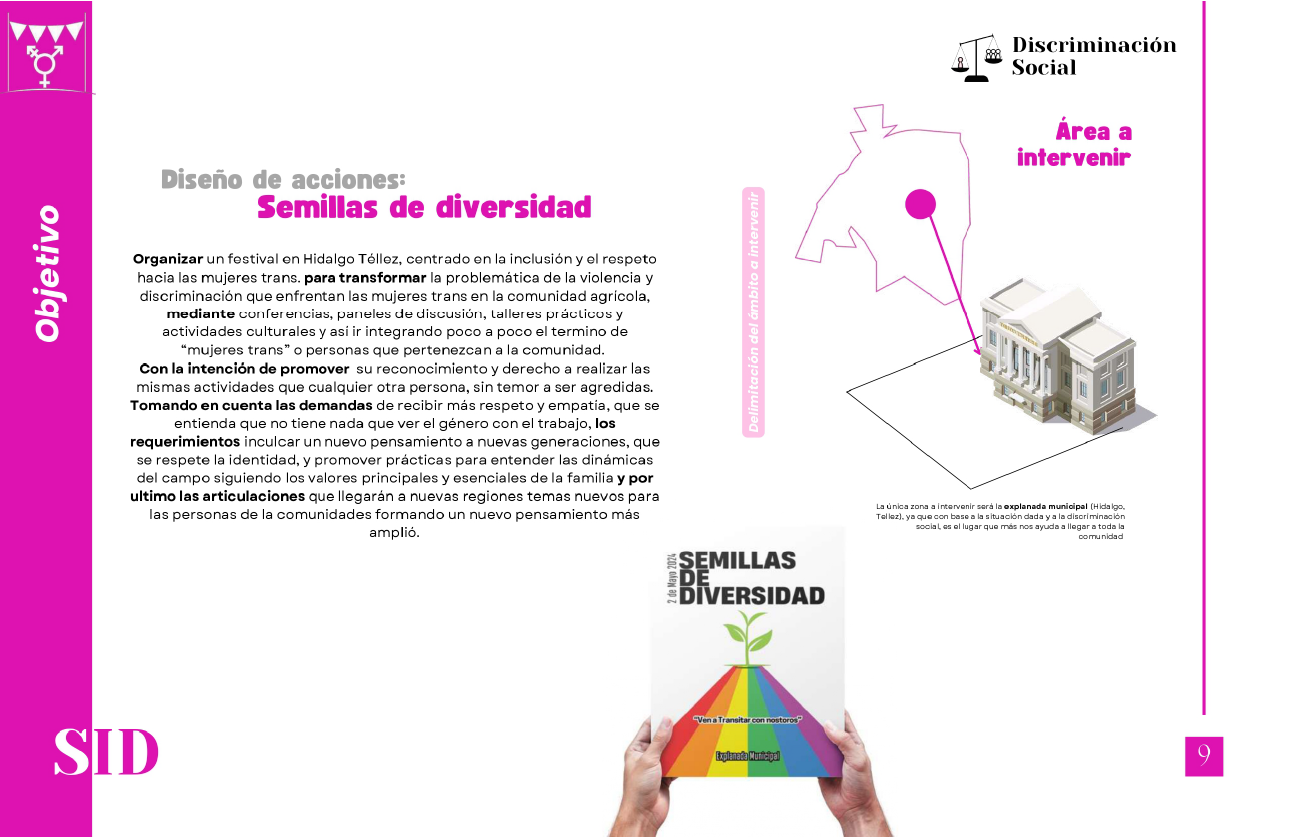 Discriminación
Social
Objetivo
Diseño de acciones:
Semillas de diversidad
Organizar un festival en Hidalgo Téllez, centrado en la inclusión y el respeto
hacia las mujeres trans. para transformar la problemática de la violencia y
discriminación que enfrentan las mujeres trans en la comunidad agrícola,
mediante conferencias, paneles de discusión, talleres prácticos y
actividades culturales y así ir integrando poco a poco el termino de
“mujeres trans” o personas que pertenezcan a la comunidad.
Con la intención de promover su reconocimiento y derecho a realizar las
mismas actividades que cualquier otra persona, sin temor a ser agredidas.
Tomando en cuenta las demandas de recibir más respeto y empatía, que se
entienda que no tiene nada que ver el género con el trabajo, los
requerimientos inculcar un nuevo pensamiento a nuevas generaciones, que
se respete la identidad, y promover prácticas para entender las dinámicas
del campo siguiendo los valores principales y esenciales de la familia y por
ultimo las articulaciones que llegarán a nuevas regiones temas nuevos para
las personas de la comunidades formando un nuevo pensamiento más
amplió.
Delimitación del ámbito a intervenir
Área a
intervenir
La única zona a intervenir será la explanada municipal (Hidalgo,
Tellez), ya que con base a la situación dada y a la discriminación
social, es el lugar que más nos ayuda a llegar a toda la
comunidad
2 de Mayo 2024
SEMILLAS
DE
DIVERSIDAD
"Ven a Transitar con nostoros"
Explanada Municipal
SID
9